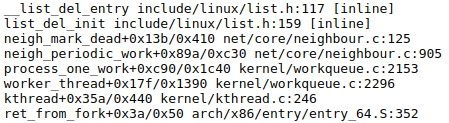 __list_del_entry include/linux/list.h:117 [inline]
list_del_init include/linux/list.h:159 [inline]
neigh_mark_dead+0x13b/0x410 net/core/neighbour.c:125
neigh_periodic_work+0x89a/0xc30 net/core/neighbour.c:905
process_one_work+0xc90/0x1c40 kernel/workqueue.c:2153
worker_thread+0x17f/0x1390 kernel/workqueue.c:2296
kthread+0x35a/0x440 kernel/kthread.c:246
ret_from_fork+0x3a/0x50 arch/x86/entry/entry_64.S:352